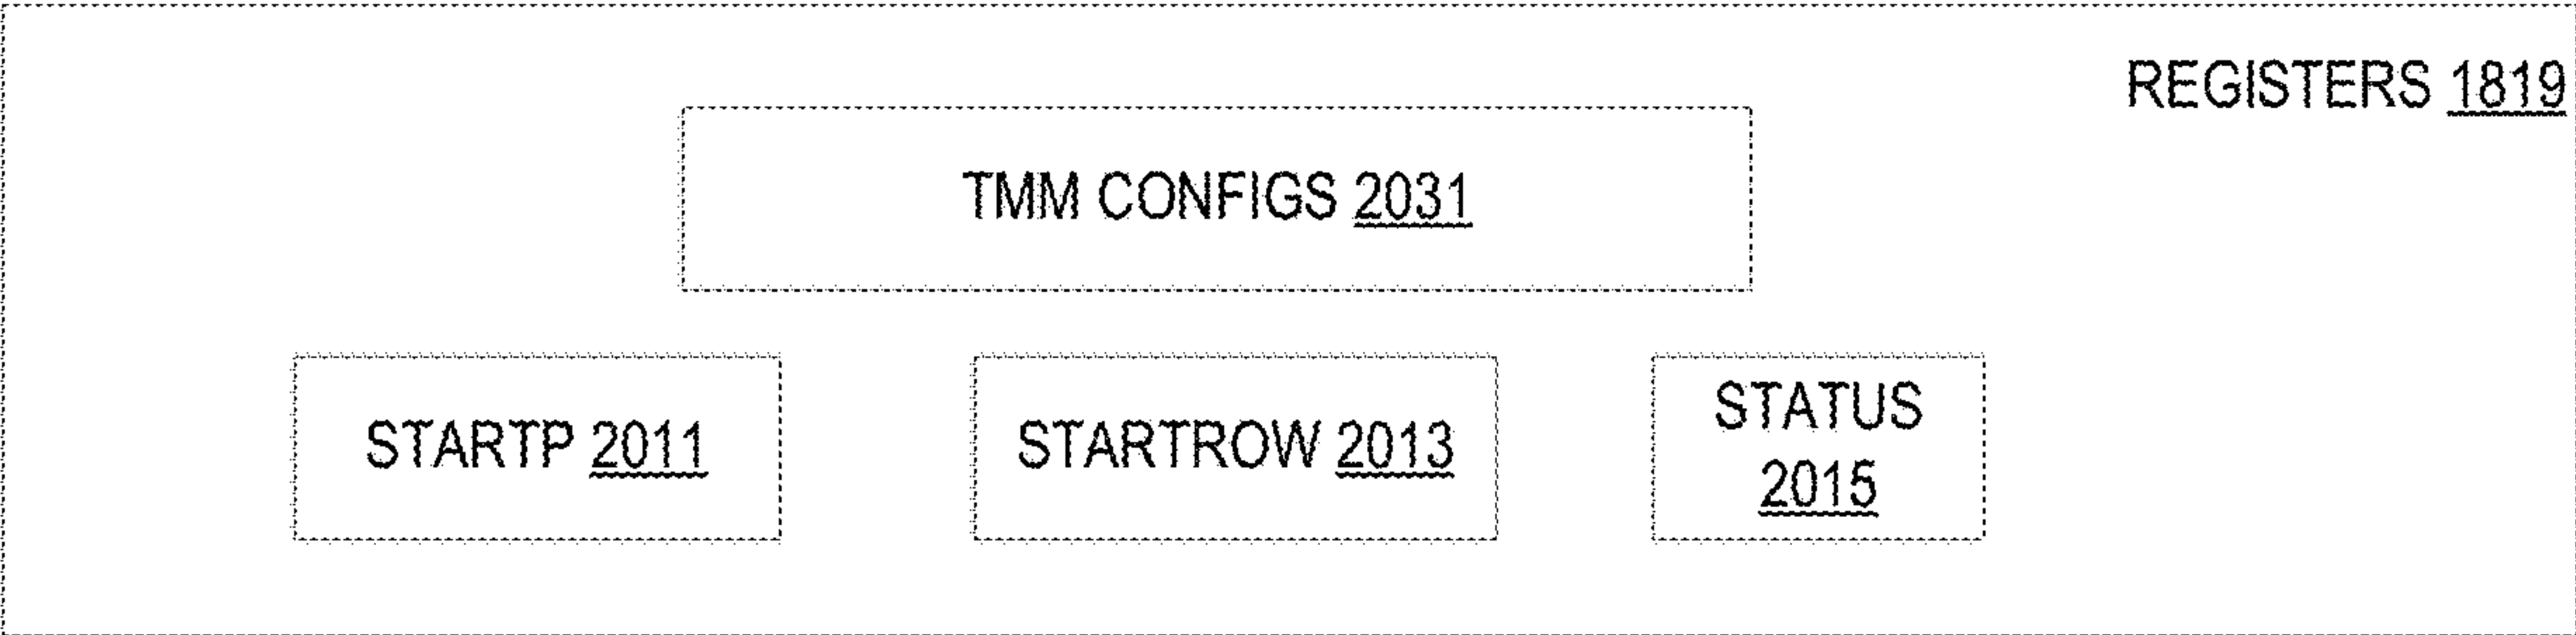 REGISTERS 1819
TMM CONFIGS 2031
STARTP 2011
STARTROW 2013
STATUS
2015